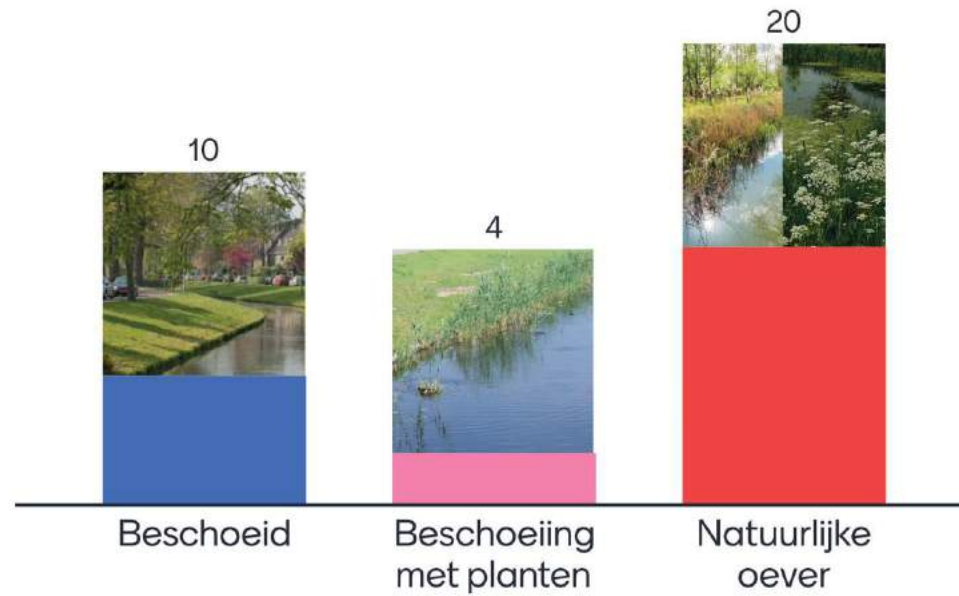 20
10
4
Beschoeid
Beschoeiing
met planten
Natuurlijke
oever